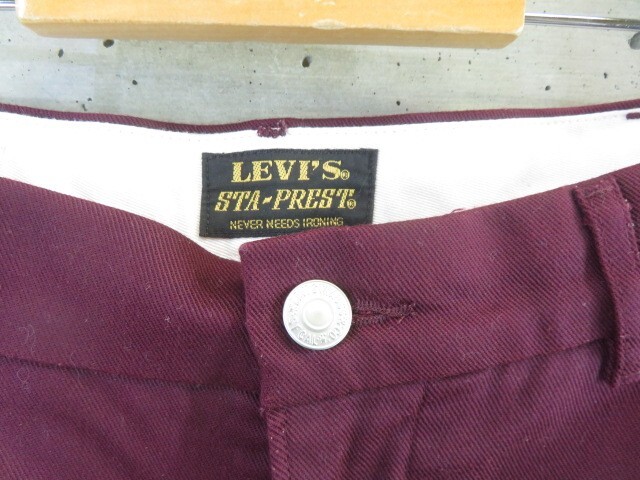 LEVI'S®
STA-PREST®
NEVER NEEDS IRONING